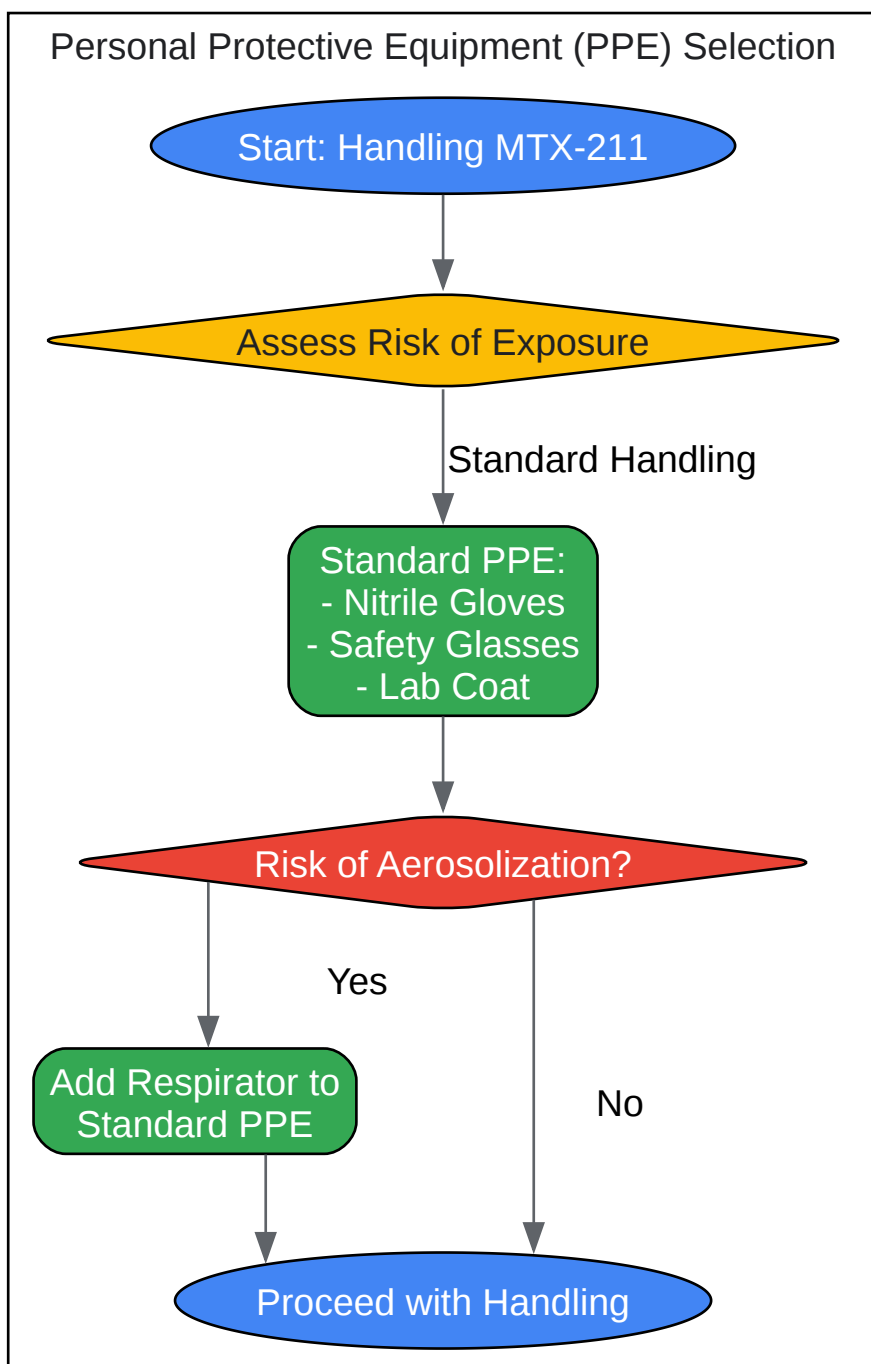 Personal Protective Equipment (PPE) Selection
Start: Handling MTX-211
Assess Risk of Exposure
Standard Handling
Standard PPE:
- Nitrile Gloves
- Safety Glasses
- Lab Coat
Risk of Aerosolization?
Yes
Add Respirator to
Standard PPE
No
Proceed with Handling